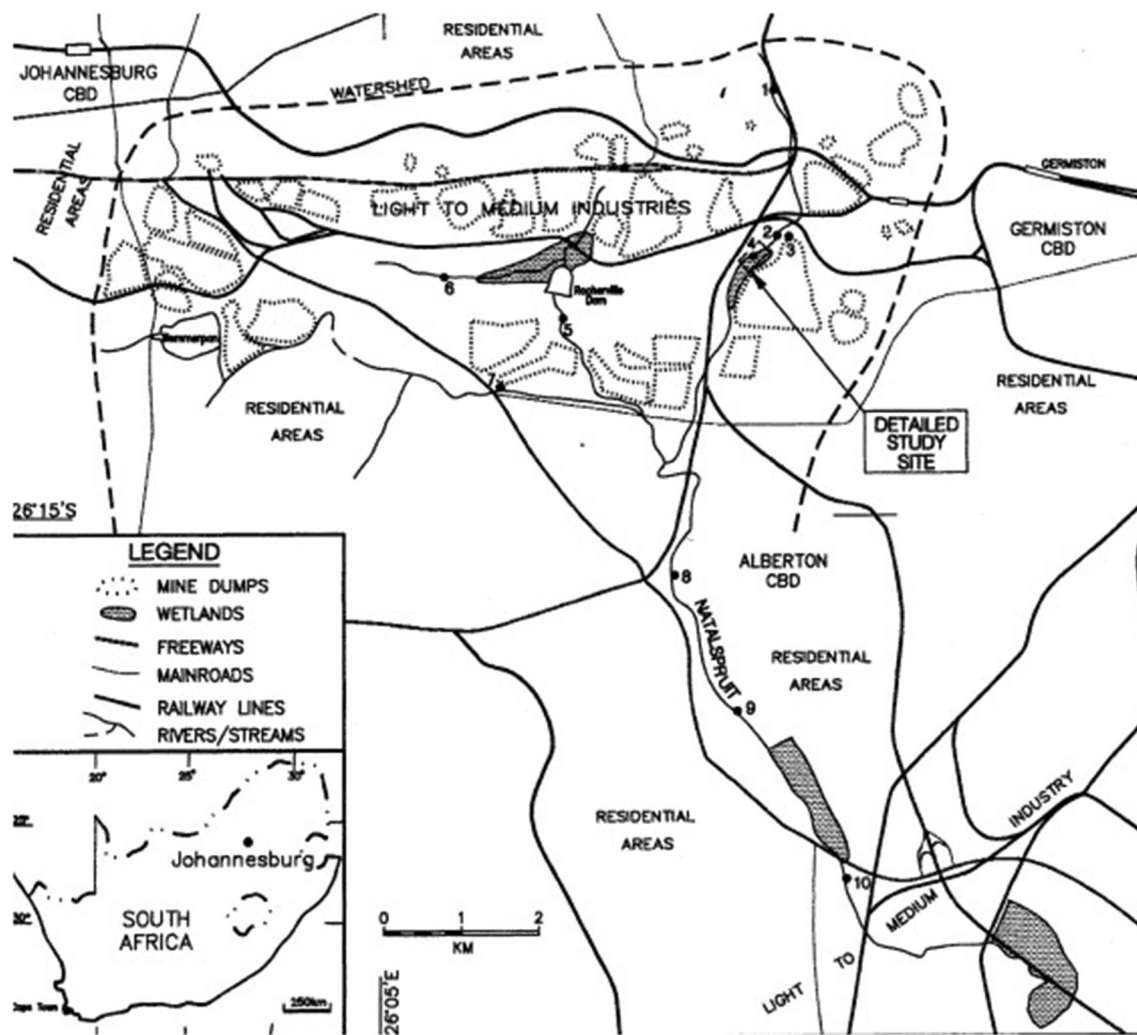 RESIDENTIAL
AREAS
JOHANNESBURG
CBD
WATERSHED
1
RESIDENTIAL
AREAS
GERMISTON
LIGHT TO MEDIUM INDUSTRIES
GERMISTON
CBD
2
3
4
6
Dam
5
7
RESIDENTIAL
AREAS
RESIDENTIAL
AREAS
DETAILED
STUDY
SITE
26°15'S
LEGEND
MINE DUMPS
WETLANDS
FREEWAYS
MAINROADS
RAILWAY LINES
RIVERS/STREAMS
ALBERTON
CBD
8
NATALSPRUIT
RESIDENTIAL
AREAS
9
RESIDENTIAL
AREAS
INDUSTRY
10
MEDIUM
TO
LIGHT
20°
25°
30°
Johannesburg
30°
SOUTH
AFRICA
Cape Town
250km
0 1 2
KM
26°05'E